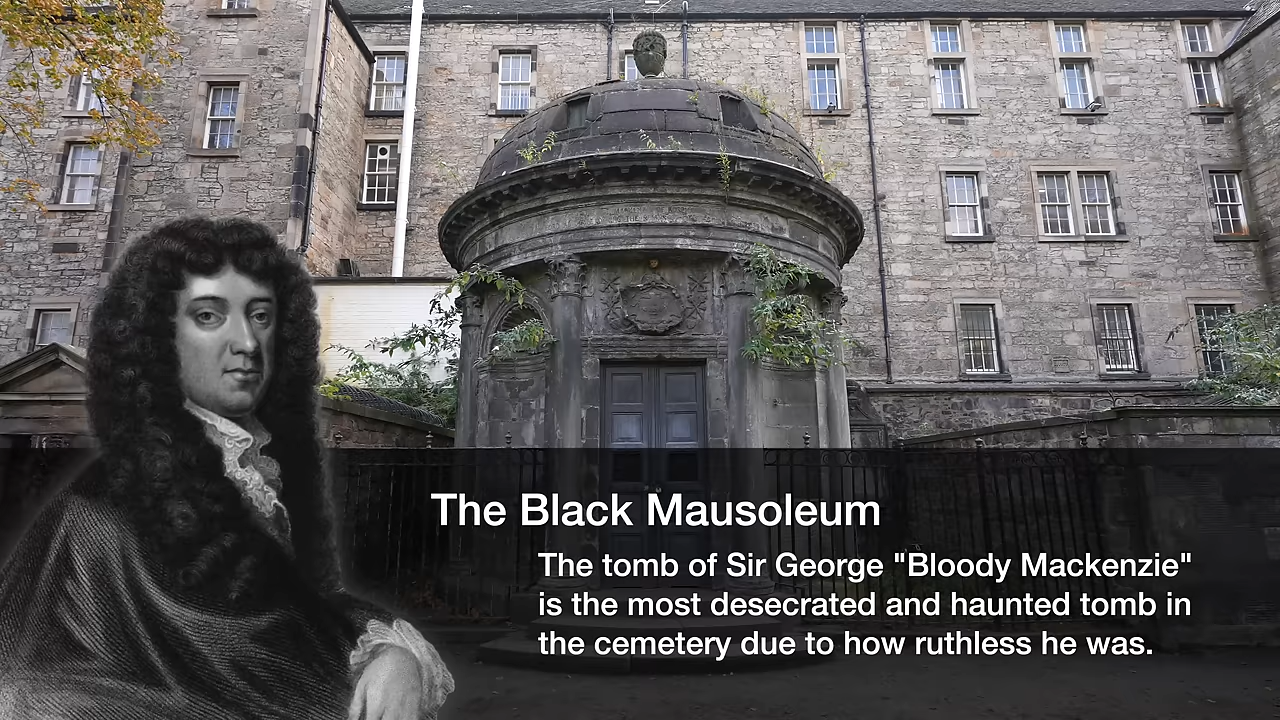 The Black Mausoleum
The tomb of Sir George "Bloody Mackenzie"
is the most desecrated and haunted tomb in
the cemetery due to how ruthless he was.